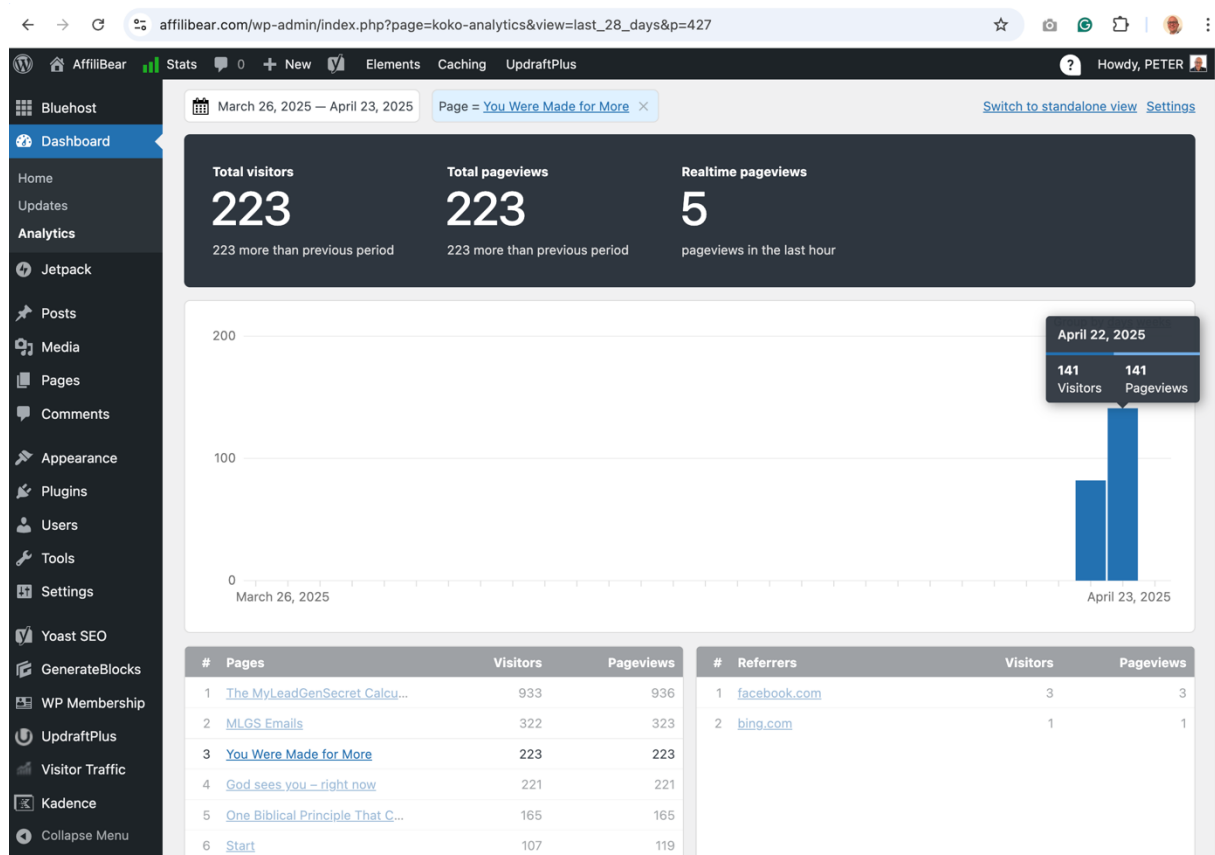 affilibear.com/wp-admin/index.php?page=koko-analytics&view=last_28_days&p=427
AffiliBear Stats 0 New Elements Caching UpdraftPlus ? Howdy, PETER
Bluehost
Dashboard
Home
Updates
Analytics
Jetpack
Posts
Media
Pages
Comments
Appearance
Plugins
Users
Tools
Settings
Yoast SEO
GenerateBlocks
WP Membership
UpdraftPlus
Visitor Traffic
Kadence
Collapse Menu
March 26, 2025 — April 23, 2025 Page = You Were Made for More × Switch to standalone view Settings
Total visitors Total pageviews Realtime pageviews
223 223 5
223 more than previous period 223 more than previous period pageviews in the last hour
200
April 22, 2025
141 141
Visitors Pageviews
100
0
March 26, 2025 April 23, 2025
# Pages Visitors Pageviews
1 The MyLeadGenSecret Calcu... 933 936
2 MLGS Emails 322 323
3 You Were Made for More 223 223
4 God sees you – right now 221 221
5 One Biblical Principle That C... 165 165
6 Start 107 119
# Referrers Visitors Pageviews
1 facebook.com 3 3
2 bing.com 1 1